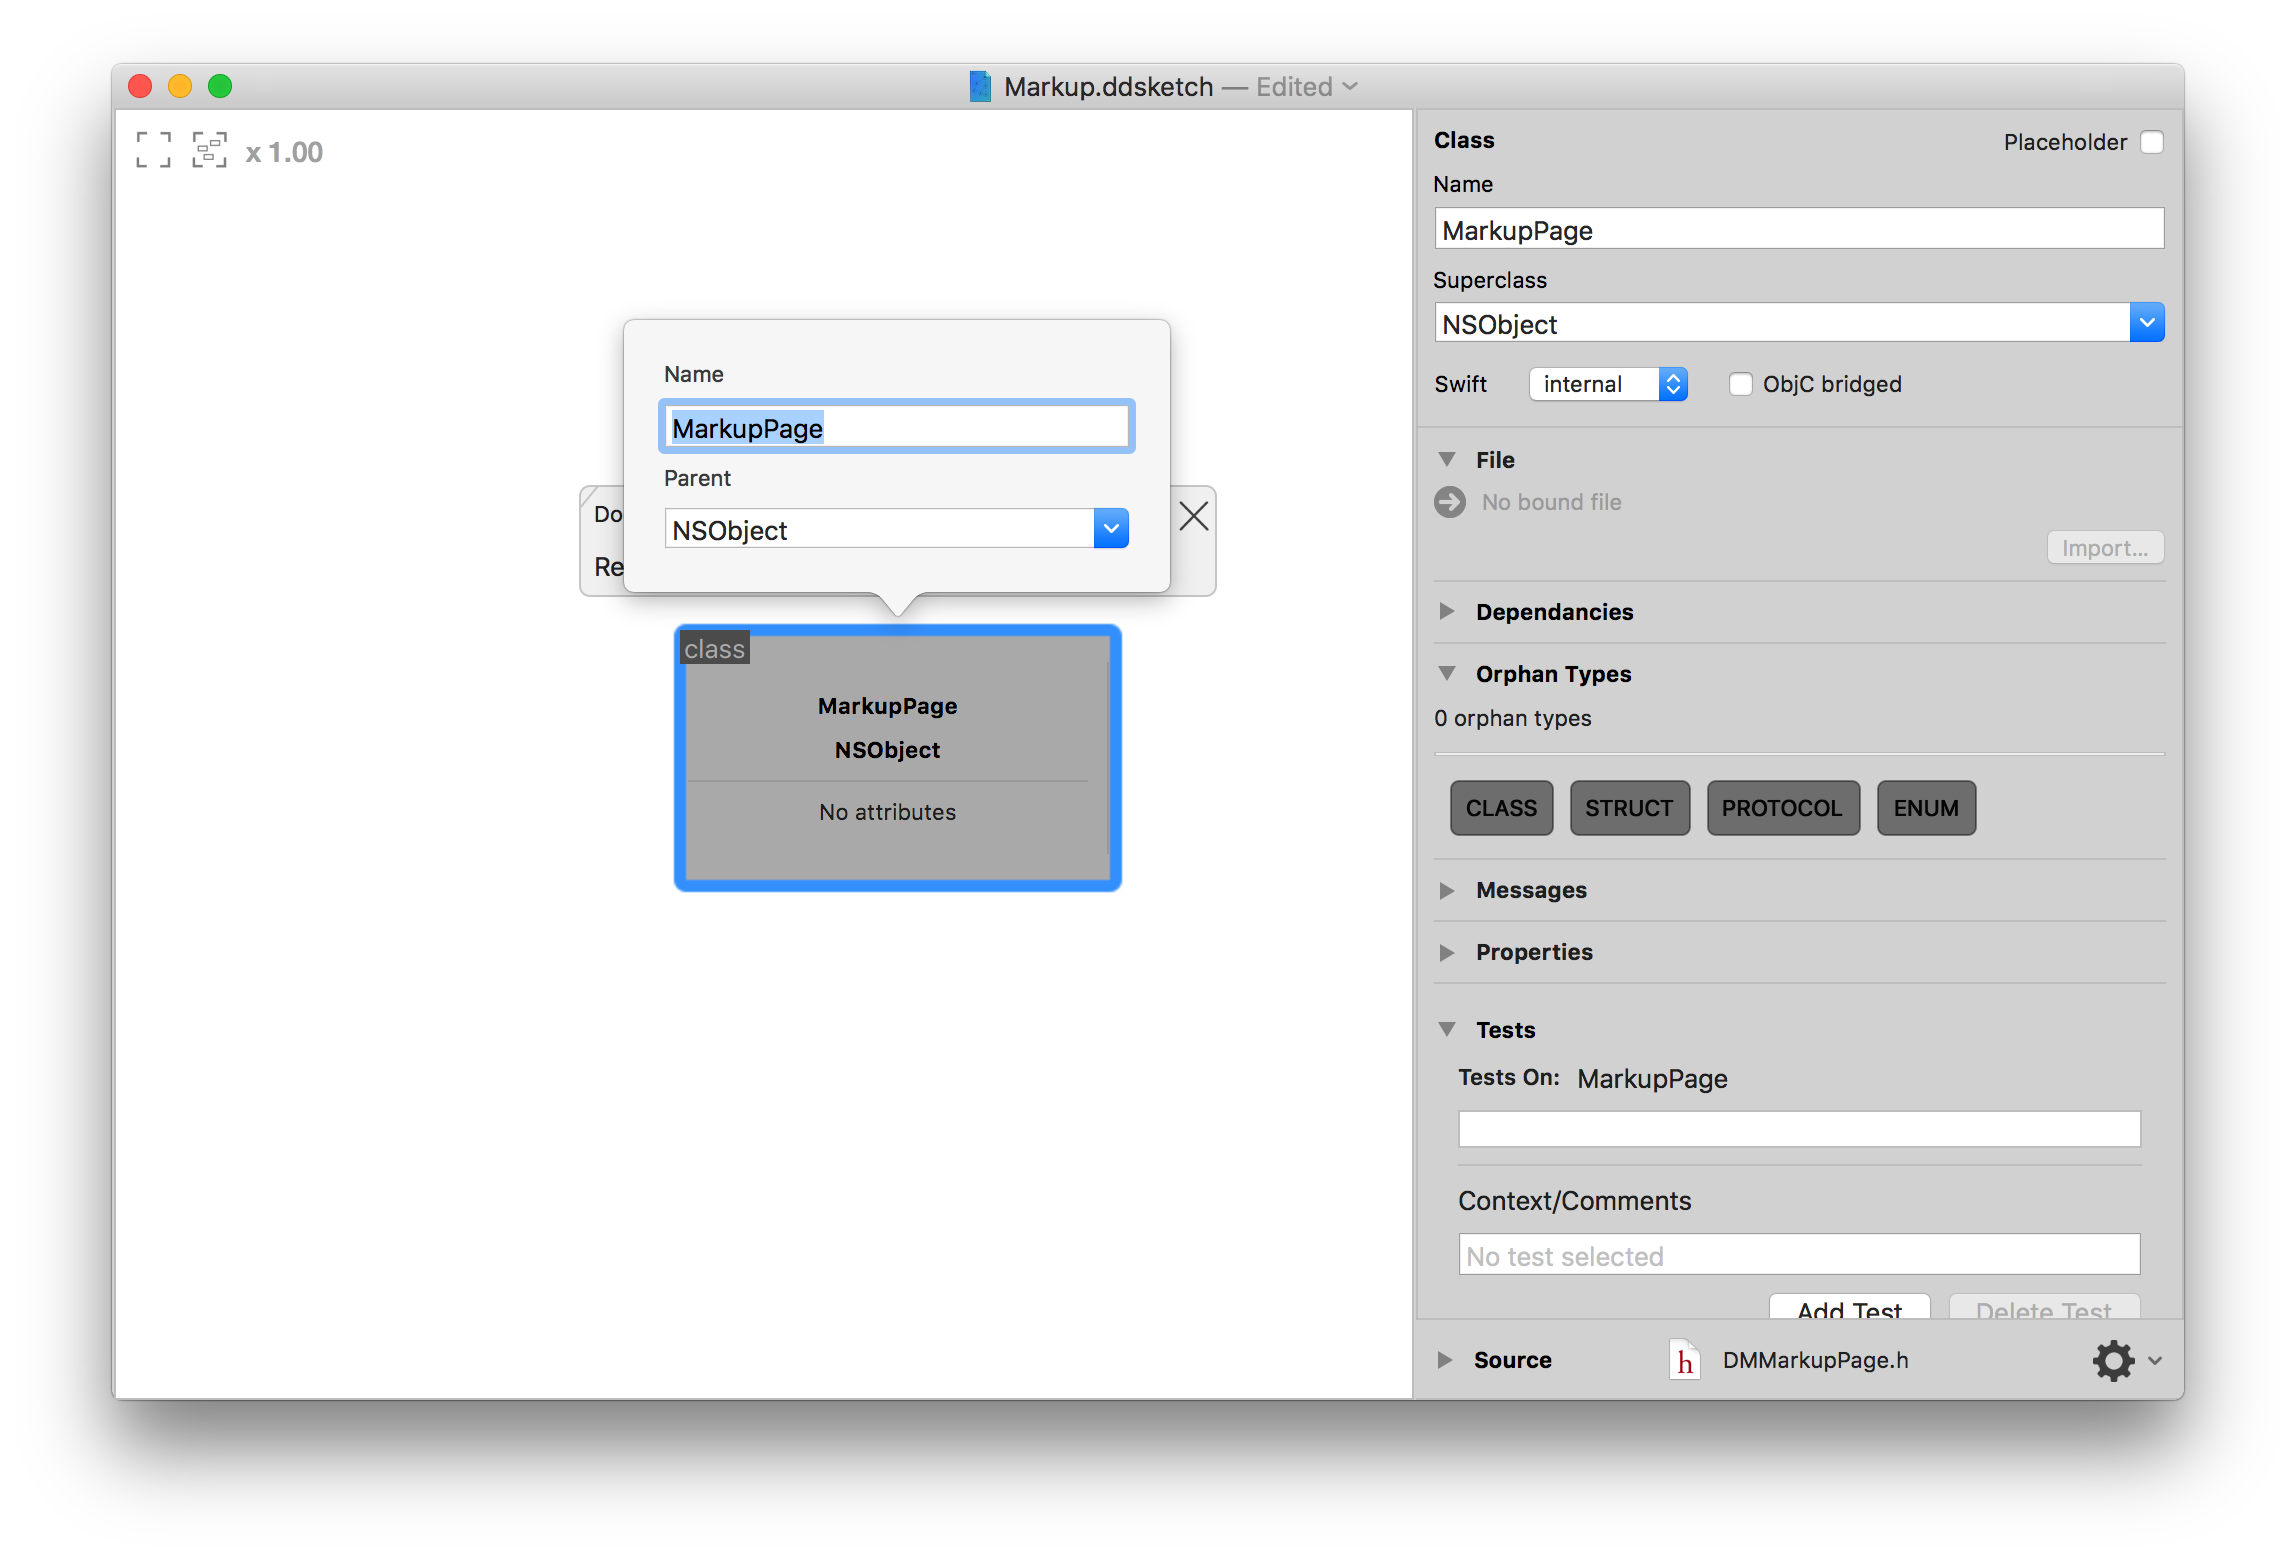 Markup.ddsketch — Edited
x 1.00
Name
MarkupPage
Parent
NSObject
Do
Re
class
MarkupPage
NSObject
No attributes
Class
Placeholder
Name
MarkupPage
Superclass
NSObject
Swift internal ObjC bridged
File
No bound file
Import...
Dependancies
Orphan Types
0 orphan types
CLASS STRUCT PROTOCOL ENUM
Messages
Properties
Tests
Tests On: MarkupPage
Context/Comments
No test selected
Add Test Delete Test
Source h DMMarkupPage.h